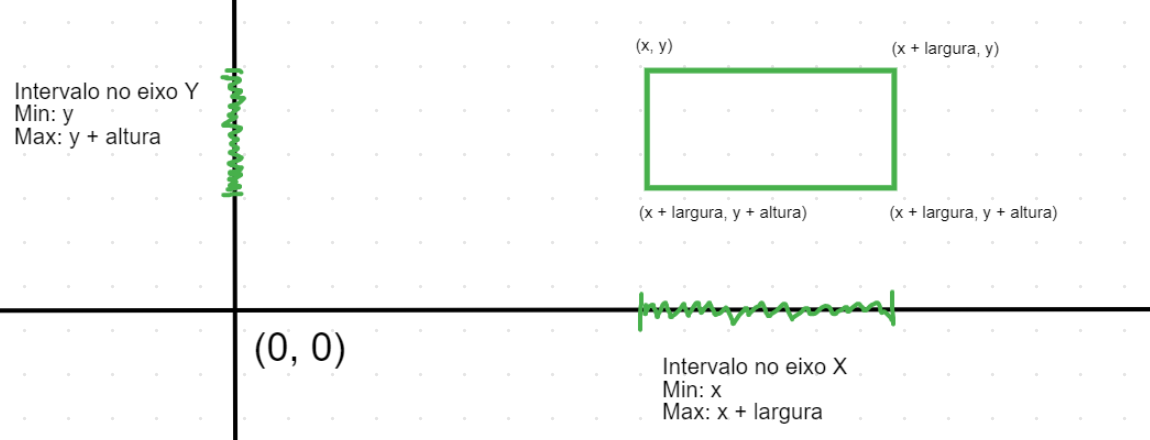 (x, y)
(x + largura, y)
Intervalo no eixo Y
Min: y
Max: y + altura
(x + largura, y + altura)
(x + largura, y + altura)
(0, 0)
Intervalo no eixo X
Min: x
Max: x + largura